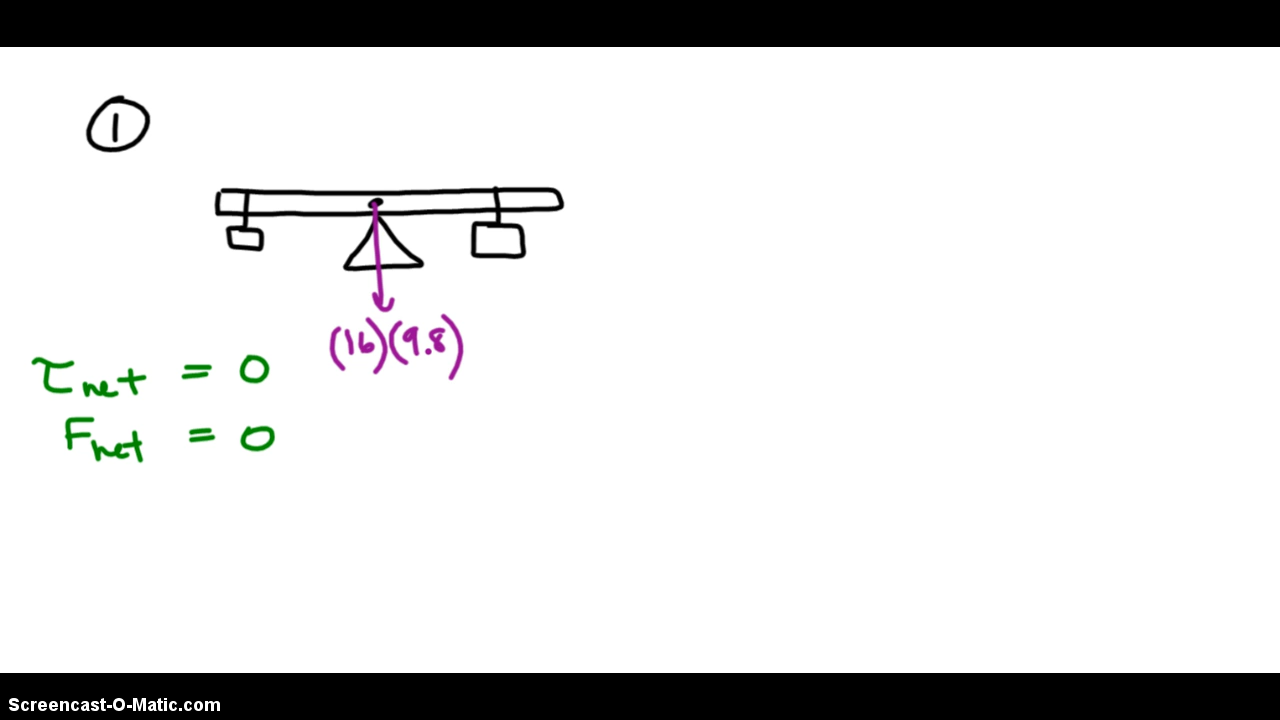 1
(16)(9.8)
τnet = 0
Fnet = 0
Screencast-O-Matic.com